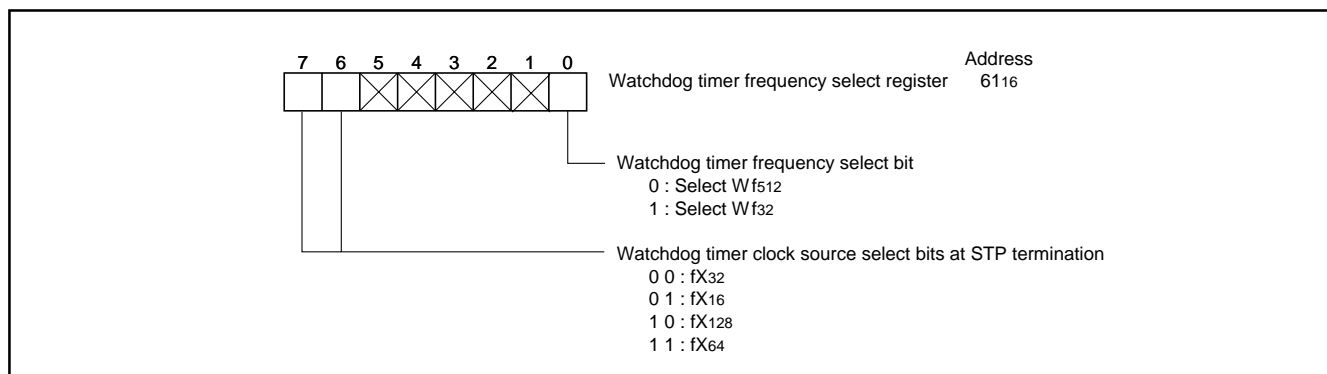 Address
7 6 5 4 3 2 1 0
Watchdog timer frequency select register 6116
Watchdog timer frequency select bit
0 : Select Wf512
1 : Select Wf32
Watchdog timer clock source select bits at STP termination
0 0 : fX32
0 1 : fX16
1 0 : fX128
1 1 : fX64